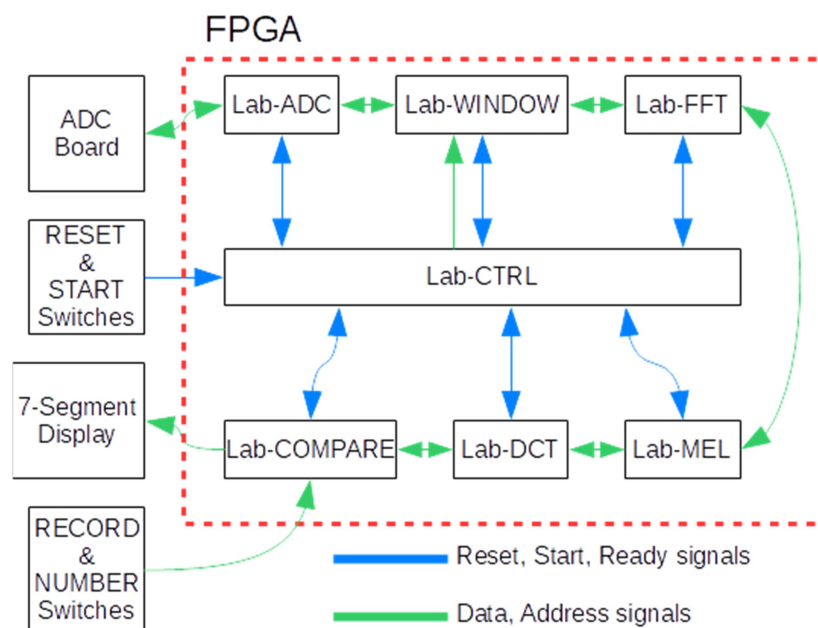 FPGA
ADC
Board
Lab-ADC
Lab-WINDOW
Lab-FFT
RESET
&
START
Switches
Lab-CTRL
7-Segment
Display
Lab-COMPARE
Lab-DCT
Lab-MEL
RECORD
&
NUMBER
Switches
Reset, Start, Ready signals
Data, Address signals